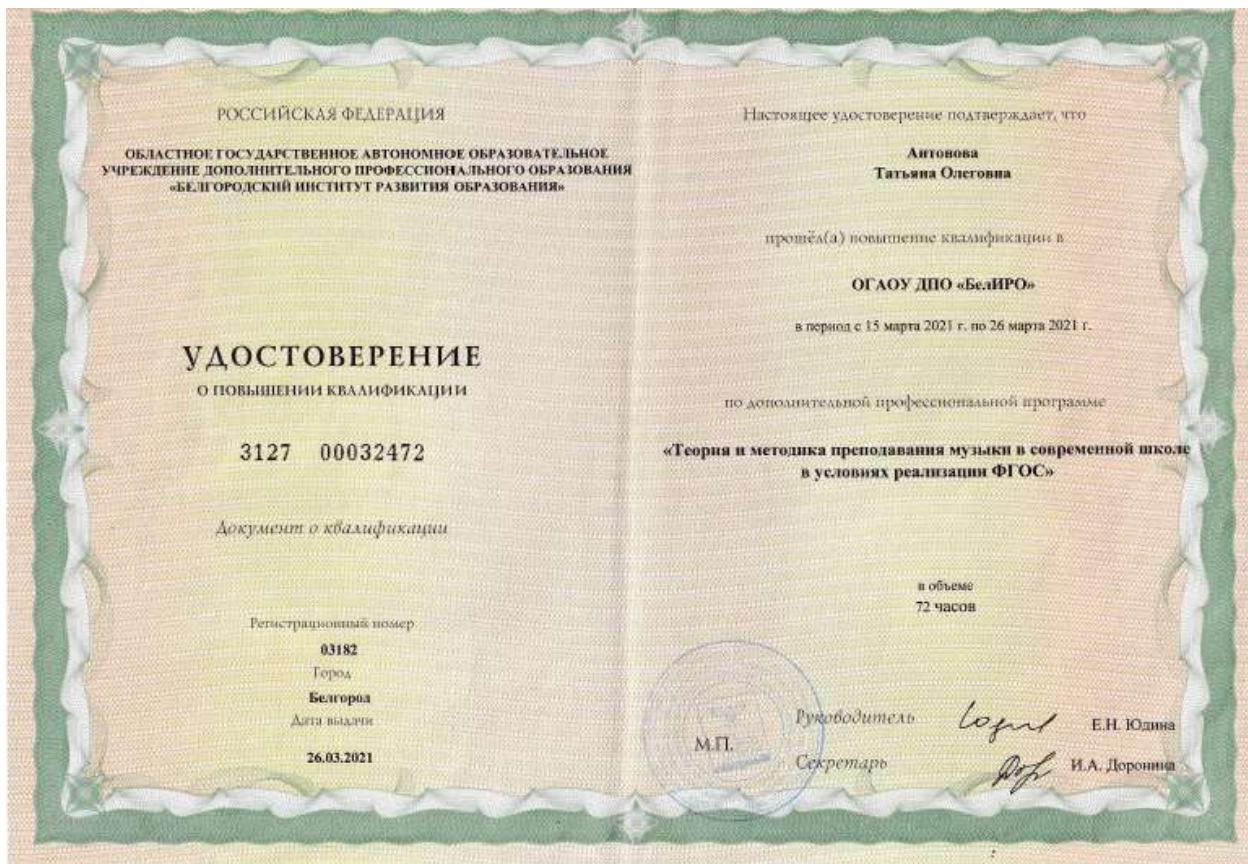 РОССИЙСКАЯ ФЕДЕРАЦИЯ
ОБЛАСТНОЕ ГОСУДАРСТВЕННОЕ АВТОНОМНОЕ ОБРАЗОВАТЕЛЬНОЕ
УЧРЕЖДЕНИЕ ДОПОЛНИТЕЛЬНОГО ПРОФЕССИОНАЛЬНОГО ОБРАЗОВАНИЯ
«БЕЛГОРОДСКИЙ ИНСТИТУТ РАЗВИТИЯ ОБРАЗОВАНИЯ»
УДОСТОВЕРЕНИЕ
О ПОВЫШЕНИИ КВАЛИФИКАЦИИ
3127 00032472
Документ о квалификации
Регистрационный номер
03182
Город
Белгород
Дата выдачи
26.03.2021
Настоящее удостоверение подтверждает, что
Антонова
Татьяна Олеговна
прошёл(а) повышение квалификации в
ОГАОУ ДПО «БелИРО»
в период с 15 марта 2021 г. по 26 марта 2021 г.
по дополнительной профессиональной программе
«Теория и методика преподавания музыки в современной школе
в условиях реализации ФГОС»
в объеме
72 часов
М.П.
Руководитель Е.Н. Юдина
Секретарь И.А. Доронина